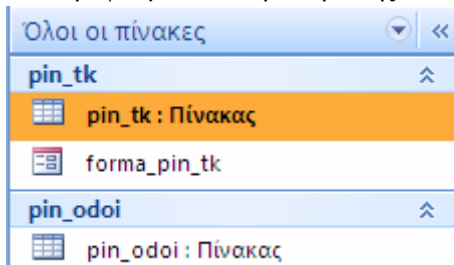 Όλοι οι πίνακες
pin_tk
pin_tk : Πίνακας
forma_pin_tk
pin_odoi
pin_odoi : Πίνακας